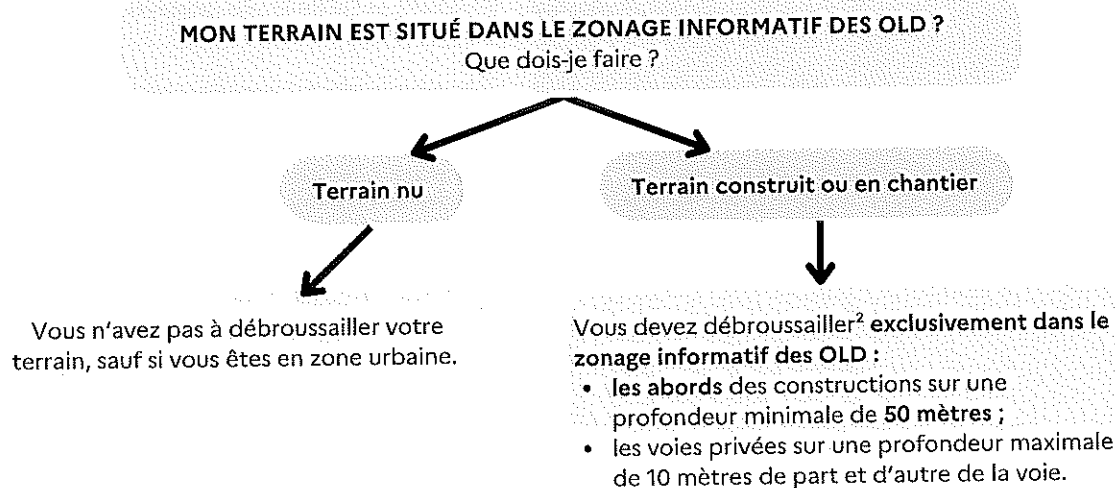 MON TERRAIN EST SITUÉ DANS LE ZONAGE INFORMATIF DES OLD ?
Que dois-je faire ?
Terrain nu
Terrain construit ou en chantier
Vous n'avez pas à débroussailler votre
terrain, sauf si vous êtes en zone urbaine.
Vous devez débroussailler² exclusivement dans le
zonage informatif des OLD :
• les abords des constructions sur une
profondeur minimale de 50 mètres ;
• les voies privées sur une profondeur maximale
de 10 mètres de part et d'autre de la voie.